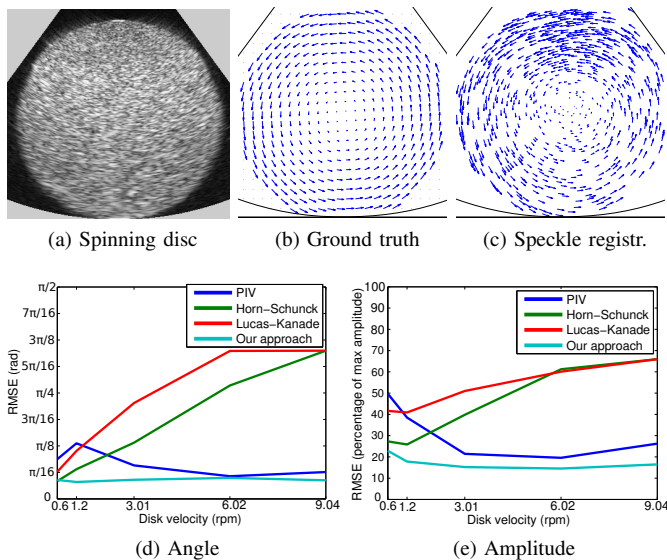 (a) Spinning disc
(b) Ground truth
(c) Speckle registr.
π/2
7π/16
3π/8
5π/16
π/4
3π/16
π/8
π/16
0
RMSE (rad)
PIV
Horn−Schunck
Lucas−Kanade
Our approach
0.6 1.2 3.01 6.02 9.04
Disk velocity (rpm)
(d) Angle
100
90
80
70
60
50
40
30
20
10
0
RMSE (percentage of max amplitude)
PIV
Horn−Schunck
Lucas−Kanade
Our approach
0.6 1.2 3.01 6.02 9.04
Disk velocity (rpm)
(e) Amplitude